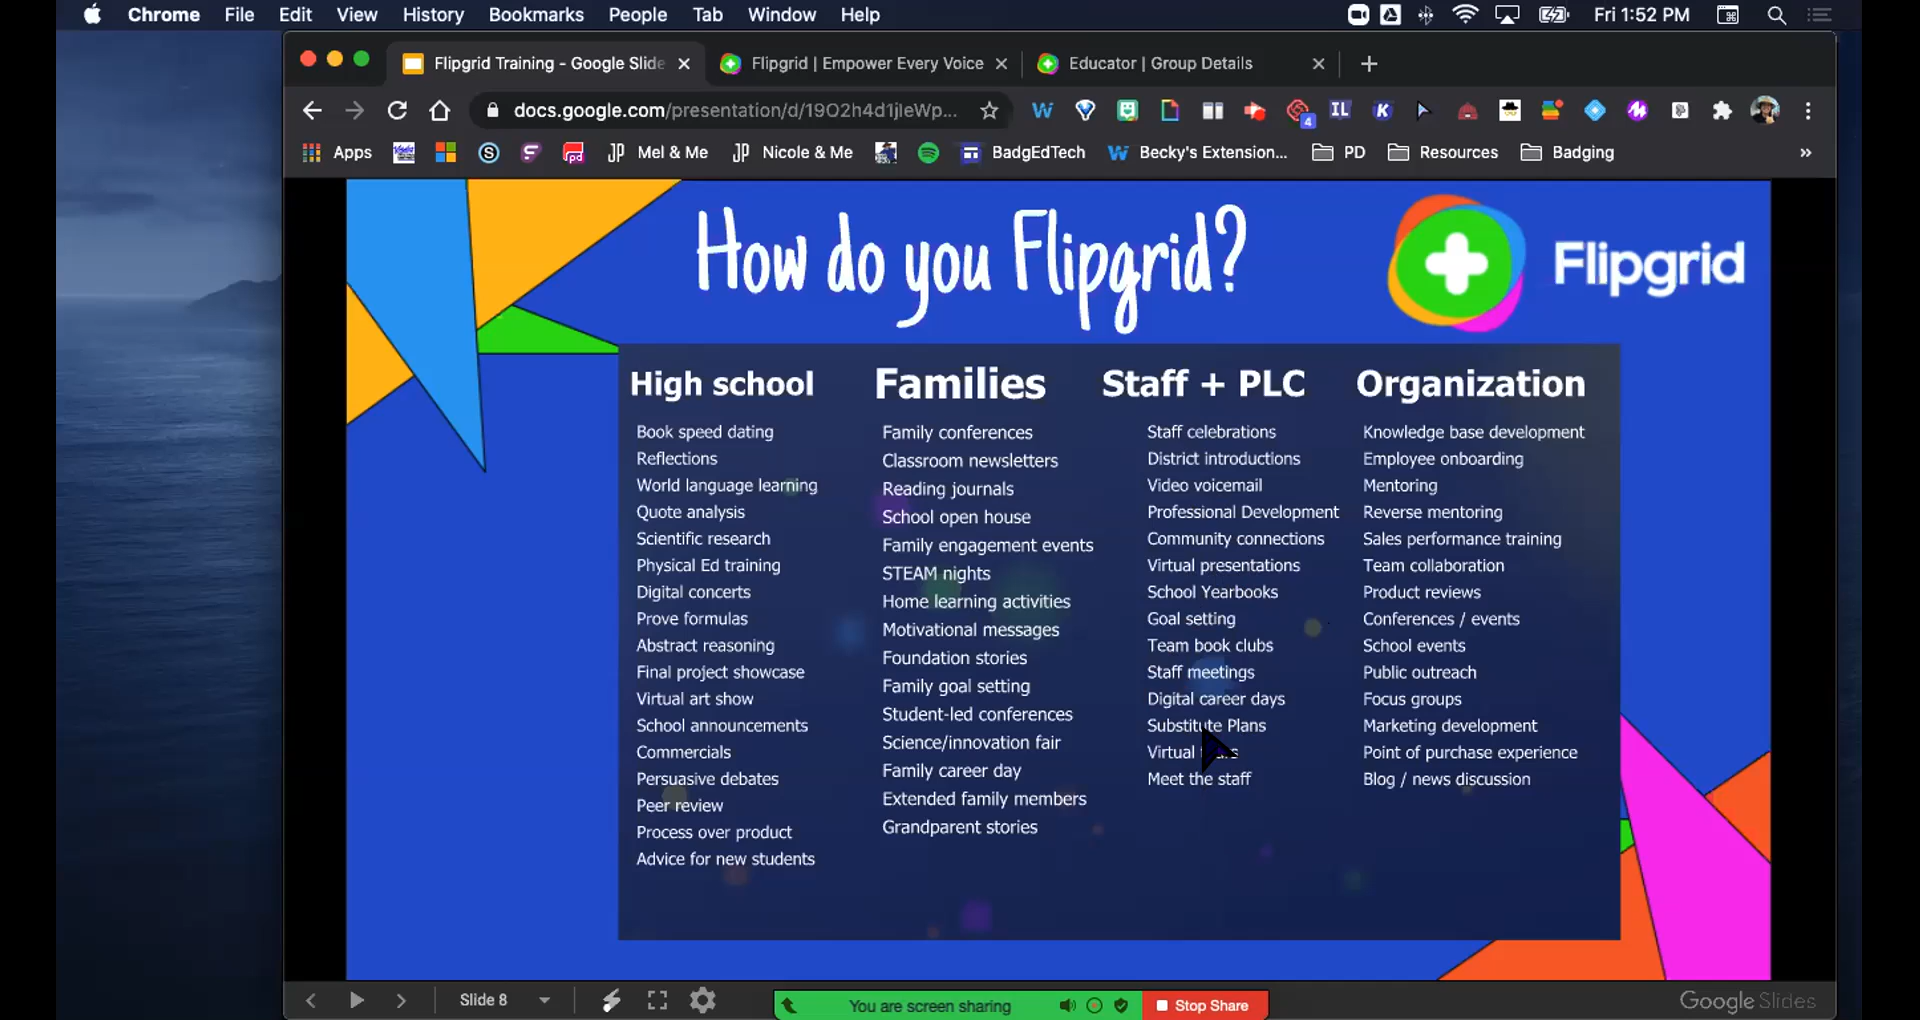 Chrome File Edit View History Bookmarks People Tab Window Help Fri 1:52 PM
Flipgrid Training - Google Slide Flipgrid | Empower Every Voice Educator | Group Details
docs.google.com/presentation/d/19O2h4d1jleWp...
4
IL
Apps Mel & Me Nicole & Me BadgEdTech Becky's Extension... PD Resources Badging
How do you Flipgrid?
Flipgrid
High school
Book speed dating
Reflections
World language learning
Quote analysis
Scientific research
Physical Ed training
Digital concerts
Prove formulas
Abstract reasoning
Final project showcase
Virtual art show
School announcements
Commercials
Persuasive debates
Peer review
Process over product
Advice for new students
Families
Family conferences
Classroom newsletters
Reading journals
School open house
Family engagement events
STEAM nights
Home learning activities
Motivational messages
Foundation stories
Family goal setting
Student-led conferences
Science/innovation fair
Family career day
Extended family members
Grandparent stories
Staff + PLC
Staff celebrations
District introductions
Video voicemail
Professional Development
Community connections
Virtual presentations
School Yearbooks
Goal setting
Team book clubs
Staff meetings
Digital career days
Substitute Plans
Virtual
Meet the staff
Organization
Knowledge base development
Employee onboarding
Mentoring
Reverse mentoring
Sales performance training
Team collaboration
Product reviews
Conferences / events
School events
Public outreach
Focus groups
Marketing development
Point of purchase experience
Blog / news discussion
Slide 8
You are screen sharing
Stop Share
Google Slides